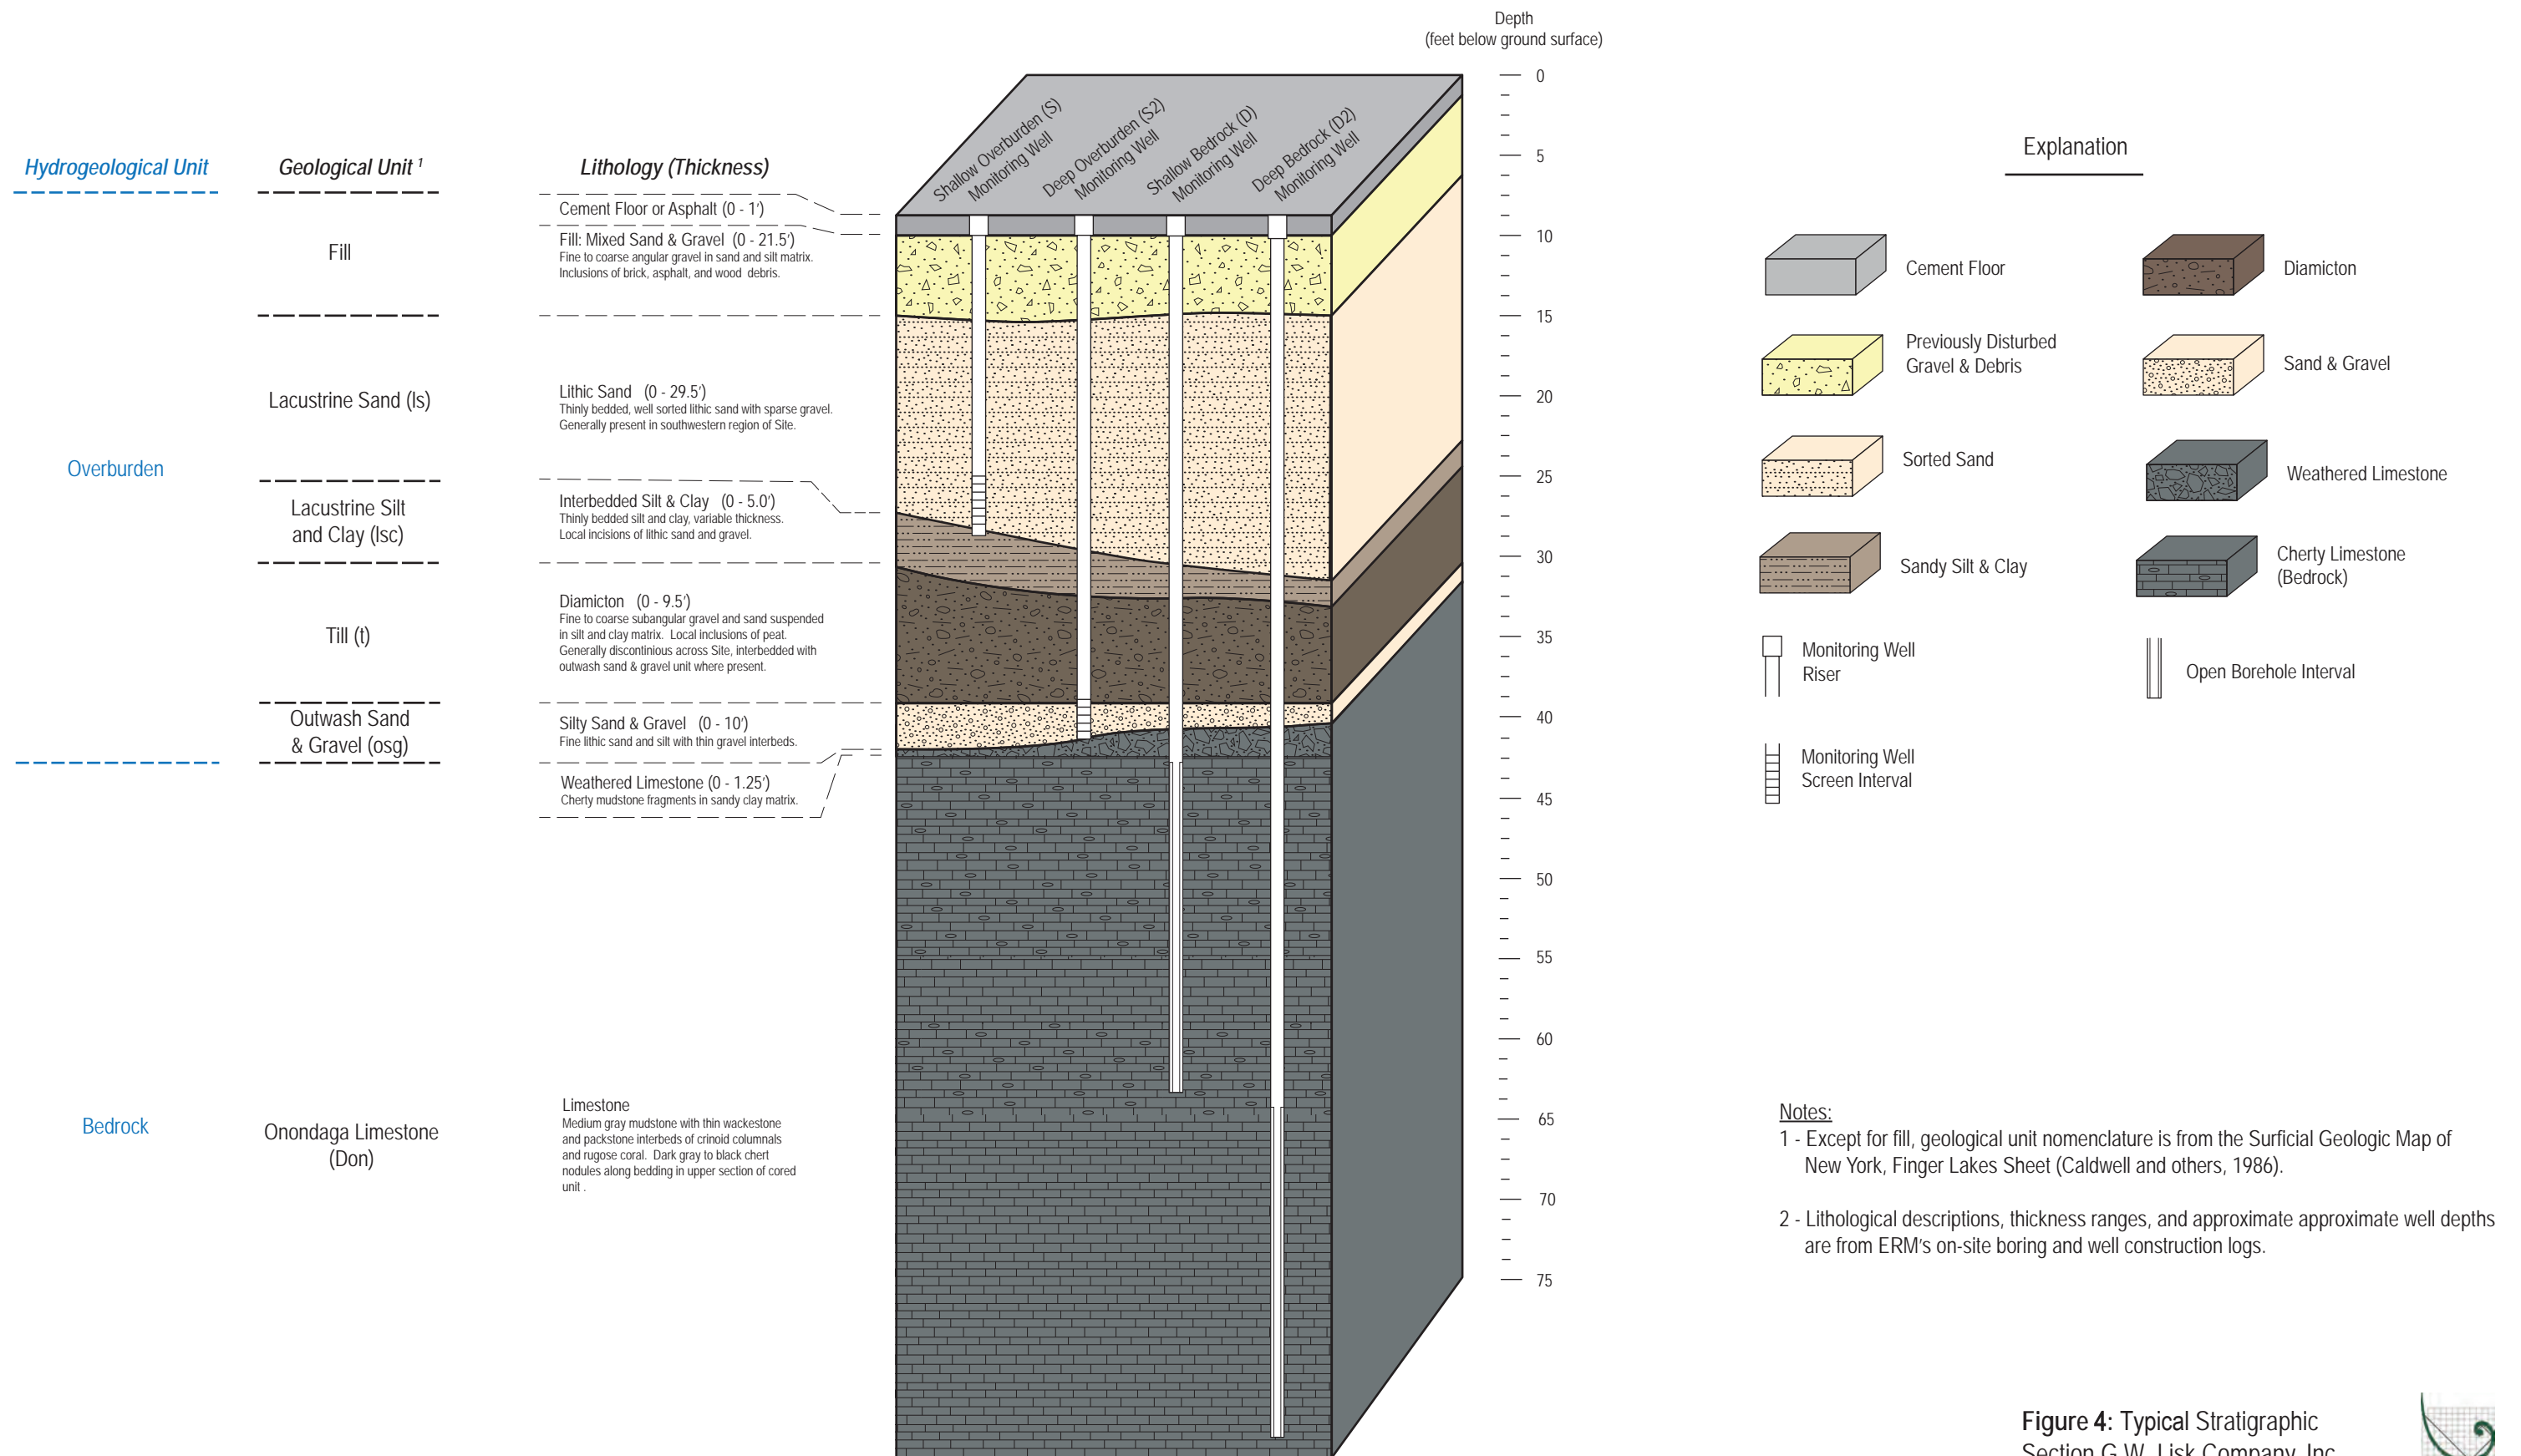 Depth
(feet below ground surface)
Hydrogeological Unit
Geological Unit 1
Lithology (Thickness)
Shallow Overburden (S)
Monitoring Well
Deep Overburden (S2)
Monitoring Well
Shallow Bedrock (D)
Monitoring Well
Deep Bedrock (D2)
Monitoring Well
Cement Floor or Asphalt (0 - 1')
Fill
Fill: Mixed Sand & Gravel (0 - 21.5')
Fine to coarse angular gravel in sand and silt matrix.
Inclusions of brick, asphalt, and wood debris.
Lacustrine Sand (ls)
Lithic Sand (0 - 29.5')
Thinly bedded, well sorted lithic sand with sparse gravel.
Generally present in southwestern region of Site.
Overburden
Lacustrine Silt
and Clay (lsc)
Interbedded Silt & Clay (0 - 5.0')
Thinly bedded silt and clay, variable thickness.
Local incisions of lithic sand and gravel.
Till (t)
Diamicton (0 - 9.5')
Fine to coarse subangular gravel and sand suspended
in silt and clay matrix. Local inclusions of peat.
Generally discontinious across Site, interbedded with
outwash sand & gravel unit where present.
Outwash Sand
& Gravel (osg)
Silty Sand & Gravel (0 - 10')
Fine lithic sand and silt with thin gravel interbeds.
Weathered Limestone (0 - 1.25')
Cherty mudstone fragments in sandy clay matrix.
Bedrock
Onondaga Limestone
(Don)
Limestone
Medium gray mudstone with thin wackestone
and packstone interbeds of crinoid columnals
and rugose coral. Dark gray to black chert
nodules along bedding in upper section of cored
unit .
0
5
10
15
20
25
30
35
40
45
50
55
60
65
70
75
Explanation
Cement Floor
Diamicton
Previously Disturbed
Gravel & Debris
Sand & Gravel
Sorted Sand
Weathered Limestone
Sandy Silt & Clay
Cherty Limestone
(Bedrock)
Monitoring Well
Riser
Open Borehole Interval
Monitoring Well
Screen Interval
Notes:
1 - Except for fill, geological unit nomenclature is from the Surficial Geologic Map of
New York, Finger Lakes Sheet (Caldwell and others, 1986).
2 - Lithological descriptions, thickness ranges, and approximate approximate well depths
are from ERM's on-site boring and well construction logs.
Figure 4: Typical Stratigraphic
Section G.W. Lisk Company, Inc.